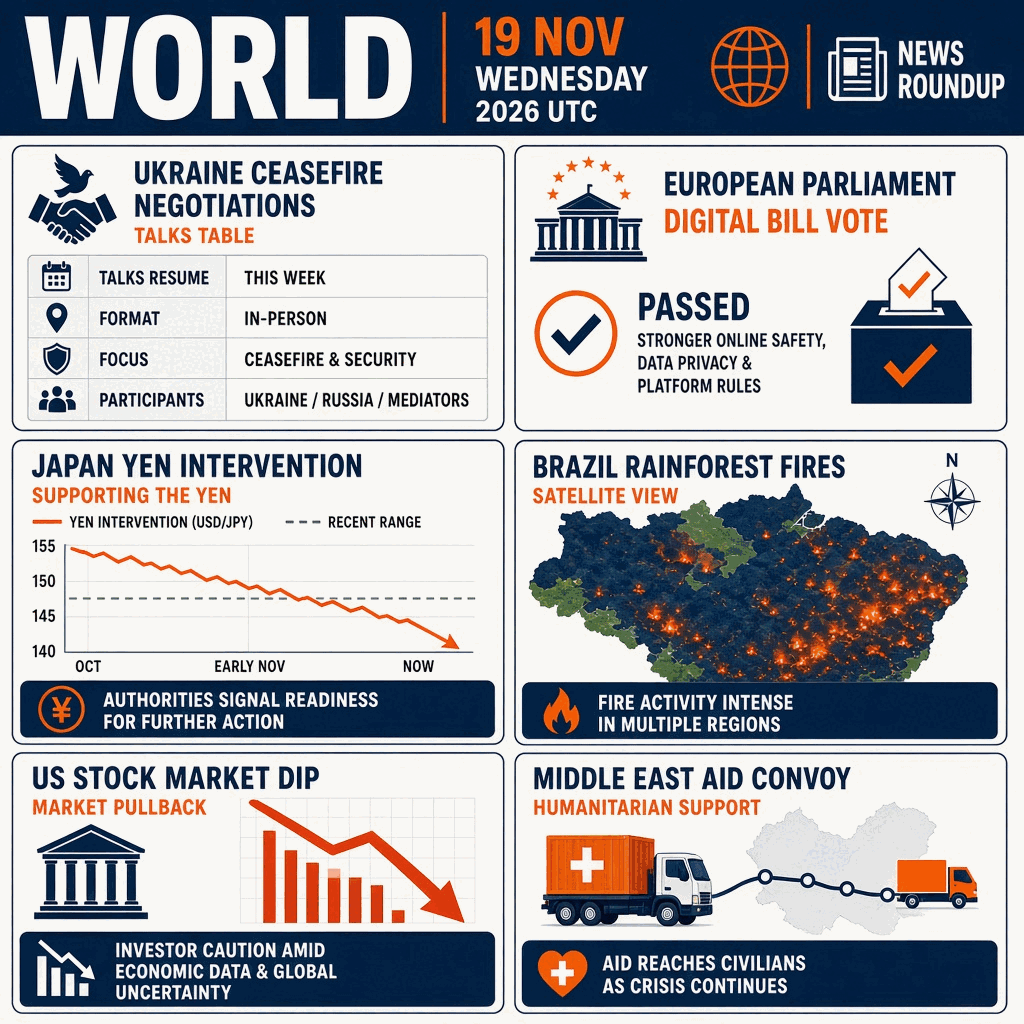 WORLD
19 NOV
WEDNESDAY
2026 UTC
NEWS
ROUNDUP
UKRAINE CEASEFIRE
NEGOTIATIONS
TALKS TABLE
TALKS RESUME THIS WEEK
FORMAT IN-PERSON
FOCUS CEASEFIRE & SECURITY
PARTICIPANTS UKRAINE / RUSSIA / MEDIATORS
EUROPEAN PARLIAMENT
DIGITAL BILL VOTE
PASSED
STRONGER ONLINE SAFETY,
DATA PRIVACY &
PLATFORM RULES
JAPAN YEN INTERVENTION
SUPPORTING THE YEN
YEN INTERVENTION (USD/JPY) RECENT RANGE
155
150
145
140
OCT EARLY NOV NOW
¥
AUTHORITIES SIGNAL READINESS
FOR FURTHER ACTION
BRAZIL RAINFOREST FIRES
SATELLITE VIEW
N
FIRE ACTIVITY INTENSE
IN MULTIPLE REGIONS
US STOCK MARKET DIP
MARKET PULLBACK
INVESTOR CAUTION AMID
ECONOMIC DATA & GLOBAL
UNCERTAINTY
MIDDLE EAST AID CONVOY
HUMANITARIAN SUPPORT
AID REACHES CIVILIANS
AS CRISIS CONTINUES